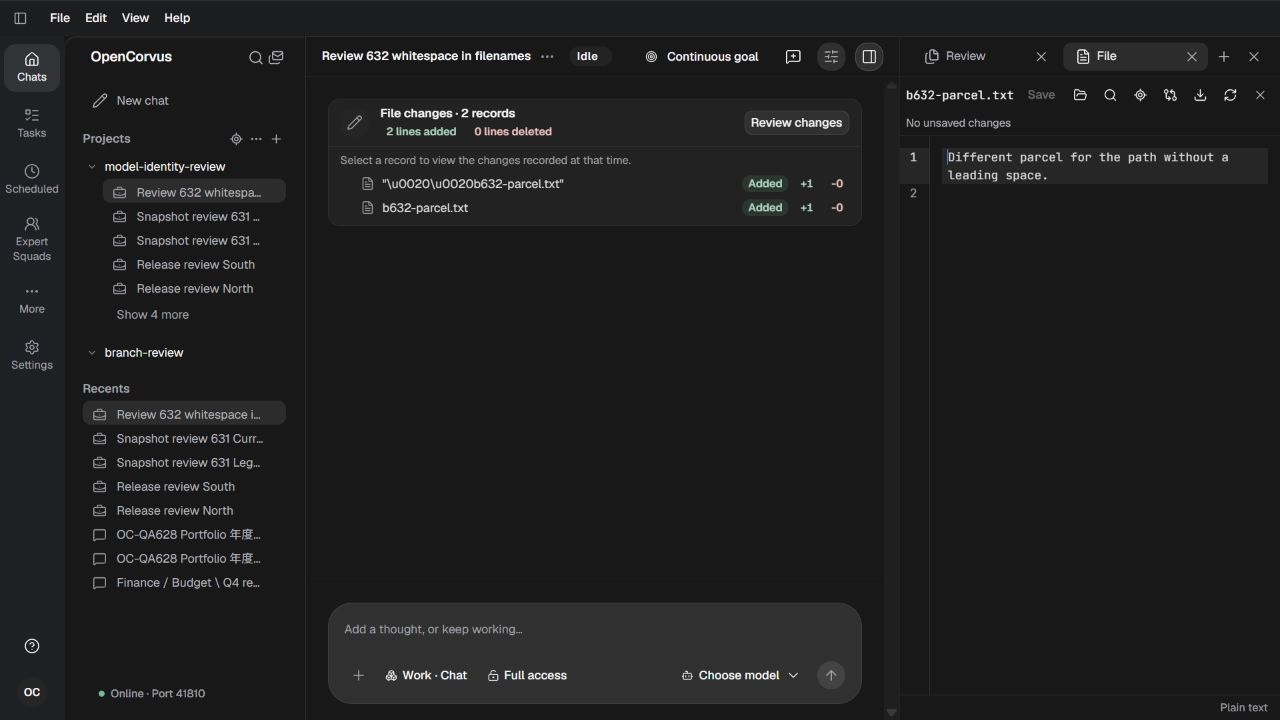 File Edit View Help
Chats
Tasks
Scheduled
Expert
Squads
More
Settings
OC
OpenCorvus
New chat
Projects
model-identity-review
Review 632 whitespa...
Snapshot review 631 ...
Snapshot review 631 ...
Release review South
Release review North
Show 4 more
branch-review
Recents
Review 632 whitespace i...
Snapshot review 631 Curr...
Snapshot review 631 Leg...
Release review South
Release review North
OC-QA628 Portfolio 年度...
OC-QA628 Portfolio 年度...
Finance / Budget \ Q4 re...
Online · Port 41810
Review 632 whitespace in filenames ... Idle Continuous goal
File changes · 2 records
2 lines added 0 lines deleted
Review changes
Select a record to view the changes recorded at that time.
"\u0020\u0020b632-parcel.txt" Added +1 -0
b632-parcel.txt Added +1 -0
Add a thought, or keep working...
Work · Chat Full access Choose model
Review File
b632-parcel.txt Save
No unsaved changes
1 Different parcel for the path without a
leading space.
2
Plain text